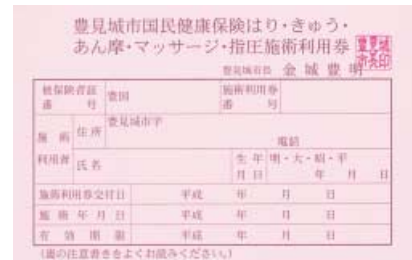 豊見城市国民健康保険はり・きゅう・
あん摩・マッサージ・指圧施術利用券
豊見城市長 金城豊明
豊見城市長印
被保険者証番号 豊国 施術利用券番号
施術利用者 住所 豊見城市字
電話
氏名 生年月日 明・大・昭・平 年 月 日
施術利用券交付日 平成 年 月 日
施術年月日 平成 年 月 日
有効期限 平成 年 月 日
(裏の注意書きをよくお読みください。)